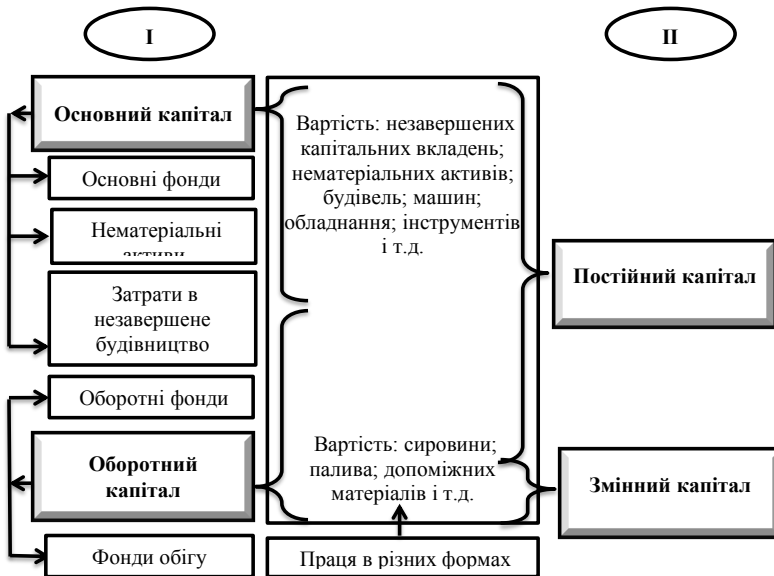 I
II
Основний капітал
Основні фонди
Нематеріальні
активи
Затрати в
незавершене
будівництво
Оборотні фонди
Оборотний
капітал
Фонди обігу
Вартість: незавершених
капітальних вкладень;
нематеріальних активів;
будівель; машин;
обладнання; інструментів
і т.д.
Вартість: сировини;
палива; допоміжних
матеріалів і т.д.
Праця в різних формах
Постійний капітал
Змінний капітал